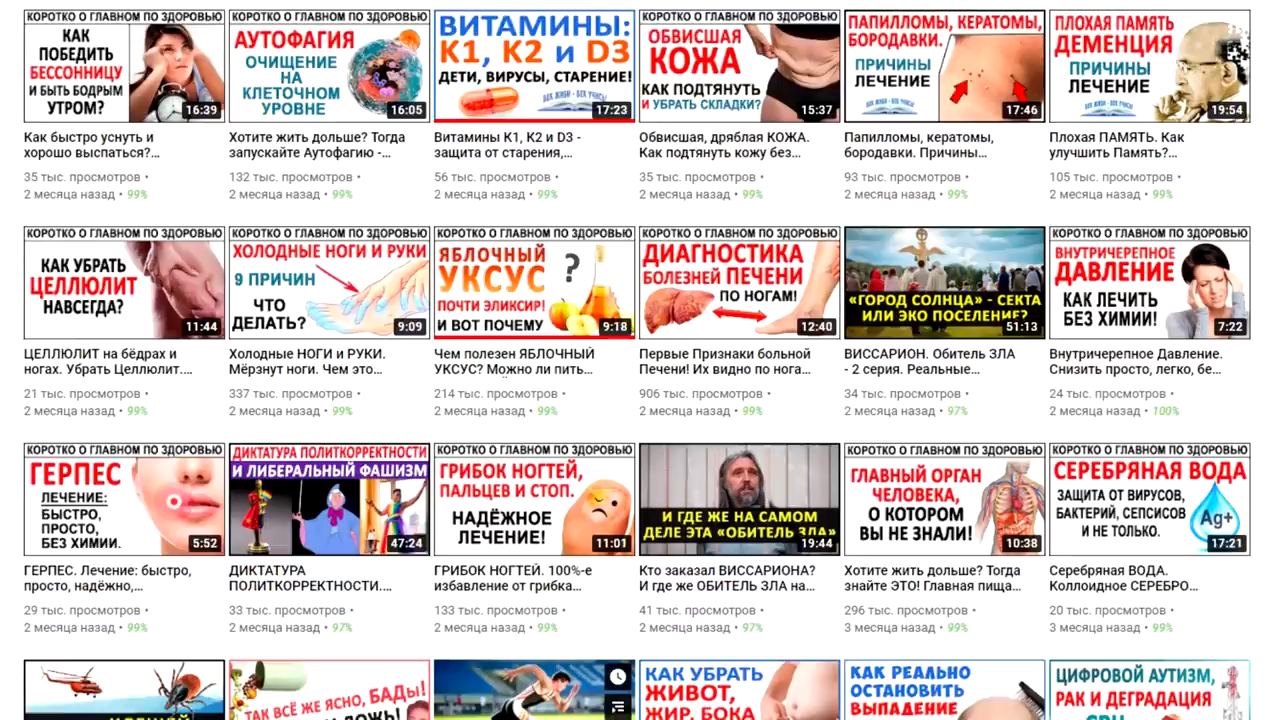 КОРОТКО О ГЛАВНОМ ПО ЗДОРОВЬЮ
КАК
ПОБЕДИТЬ
БЕССОННИЦУ
И БЫТЬ БОДРЫМ
УТРОМ?
16:39
Как быстро уснуть и
хорошо выспаться?...
35 тыс. просмотров •
2 месяца назад • 99%
КОРОТКО О ГЛАВНОМ ПО ЗДОРОВЬЮ
АУТОФАГИЯ
ОЧИЩЕНИЕ
НА
КЛЕТОЧНОМ
УРОВНЕ
16:05
Хотите жить дольше? Тогда
запускайте Аутофагию -...
132 тыс. просмотров •
2 месяца назад • 99%
ВИТАМИНЫ:
К1, К2 и D3
ДЕТИ, ВИРУСЫ, СТАРЕНИЕ!
ВЕК ЖИВИ - ВЕК УЧИСЬ
17:23
Витамины К1, К2 и D3 -
защита от старения,...
56 тыс. просмотров •
2 месяца назад • 99%
КОРОТКО О ГЛАВНОМ ПО ЗДОРОВЬЮ
ОБВИСШАЯ
КОЖА
КАК ПОДТЯНУТЬ
И УБРАТЬ СКЛАДКИ?
15:37
Обвисшая, дряблая КОЖА.
Как подтянуть кожу без...
35 тыс. просмотров •
2 месяца назад • 99%
ПАПИЛЛОМЫ, КЕРАТОМЫ,
БОРОДАВКИ.
ПРИЧИНЫ
ЛЕЧЕНИЕ
ВЕК ЖИВИ - ВЕК УЧИСЬ
17:46
Папилломы, кератомы,
бородавки. Причины...
93 тыс. просмотров •
2 месяца назад • 99%
ПЛОХАЯ ПАМЯТЬ
ДЕМЕНЦИЯ
ПРИЧИНЫ
ЛЕЧЕНИЕ
ВЕК ЖИВИ - ВЕК УЧИСЬ
19:54
Плохая ПАМЯТЬ. Как
улучшить Память?...
105 тыс. просмотров •
2 месяца назад • 99%
КОРОТКО О ГЛАВНОМ ПО ЗДОРОВЬЮ
КАК УБРАТЬ
ЦЕЛЛЮЛИТ
НАВСЕГДА?
11:44
ЦЕЛЛЮЛИТ на бёдрах и
ногах. Убрать Целлюлит....
21 тыс. просмотров •
2 месяца назад • 99%
КОРОТКО О ГЛАВНОМ ПО ЗДОРОВЬЮ
ХОЛОДНЫЕ НОГИ И РУКИ
9 ПРИЧИН
ЧТО
ДЕЛАТЬ?
9:09
Холодные НОГИ и РУКИ.
Мёрзнут ноги. Чем это...
337 тыс. просмотров •
2 месяца назад • 99%
КОРОТКО О ГЛАВНОМ ПО ЗДОРОВЬЮ
ЯБЛОЧНЫЙ
УКСУС ?
ПОЧТИ ЭЛИКСИР!
И ВОТ ПОЧЕМУ
9:18
Чем полезен ЯБЛОЧНЫЙ
УКСУС? Можно ли пить...
214 тыс. просмотров •
2 месяца назад • 99%
КОРОТКО О ГЛАВНОМ ПО ЗДОРОВЬЮ
ДИАГНОСТИКА
БОЛЕЗНЕЙ ПЕЧЕНИ
ПО НОГАМ!
12:40
Первые Признаки больной
Печени! Их видно по нога...
906 тыс. просмотров •
2 месяца назад • 99%
«ГОРОД СОЛНЦА» - СЕКТА
ИЛИ ЭКО ПОСЕЛЕНИЕ?
51:13
ВИССАРИОН. Обитель ЗЛА
- 2 серия. Реальные...
34 тыс. просмотров •
2 месяца назад • 97%
КОРОТКО О ГЛАВНОМ ПО ЗДОРОВЬЮ
ВНУТРИЧЕРЕПНОЕ
ДАВЛЕНИЕ
КАК ЛЕЧИТЬ
БЕЗ ХИМИИ!
7:22
Внутричерепное Давление.
Снизить просто, легко, бе...
24 тыс. просмотров •
2 месяца назад • 100%
КОРОТКО О ГЛАВНОМ ПО ЗДОРОВЬЮ
ГЕРПЕС
ЛЕЧЕНИЕ:
БЫСТРО,
ПРОСТО,
БЕЗ ХИМИИ.
5:52
ГЕРПЕС. Лечение: быстро,
просто, надёжно,...
29 тыс. просмотров •
2 месяца назад • 99%
ДИКТАТУРА ПОЛИТКОРРЕКТНОСТИ
И ЛИБЕРАЛЬНЫЙ ФАШИЗМ
47:24
ДИКТАТУРА
ПОЛИТКОРРЕКТНОСТИ....
33 тыс. просмотров •
2 месяца назад • 97%
КОРОТКО О ГЛАВНОМ ПО ЗДОРОВЬЮ
ГРИБОК НОГТЕЙ,
ПАЛЬЦЕВ И СТОП.
НАДЁЖНОЕ
ЛЕЧЕНИЕ!
11:01
ГРИБОК НОГТЕЙ. 100%-е
избавление от грибка...
133 тыс. просмотров •
2 месяца назад • 99%
И ГДЕ ЖЕ НА САМОМ
ДЕЛЕ ЭТА «ОБИТЕЛЬ ЗЛА»
19:44
Кто заказал ВИССАРИОНА?
И где же ОБИТЕЛЬ ЗЛА на...
41 тыс. просмотров •
2 месяца назад • 97%
КОРОТКО О ГЛАВНОМ ПО ЗДОРОВЬЮ
ГЛАВНЫЙ ОРГАН
ЧЕЛОВЕКА,
О КОТОРОМ
ВЫ НЕ ЗНАЛИ!
10:38
Хотите жить дольше? Тогда
знайте ЭТО! Главная пища...
296 тыс. просмотров •
3 месяца назад • 99%
КОРОТКО О ГЛАВНОМ ПО ЗДОРОВЬЮ
СЕРЕБРЯНАЯ ВОДА
ЗАЩИТА ОТ ВИРУСОВ,
БАКТЕРИЙ, СЕПСИСОВ
И НЕ ТОЛЬКО.
Ag+
17:21
Серебряная ВОДА.
Коллоидное СЕРЕБРО...
20 тыс. просмотров •
3 месяца назад • 99%
ТАК ВСЁ ЖЕ ЯСНО, БАДы!
КАК УБРАТЬ
ЖИВОТ,
ЖИР, БОКА
КАК РЕАЛЬНО
ОСТАНОВИТЬ
ВЫПАДЕНИЕ
ЦИФРОВОЙ АУТИЗМ,
РАК И ДЕГРАДАЦИЯ